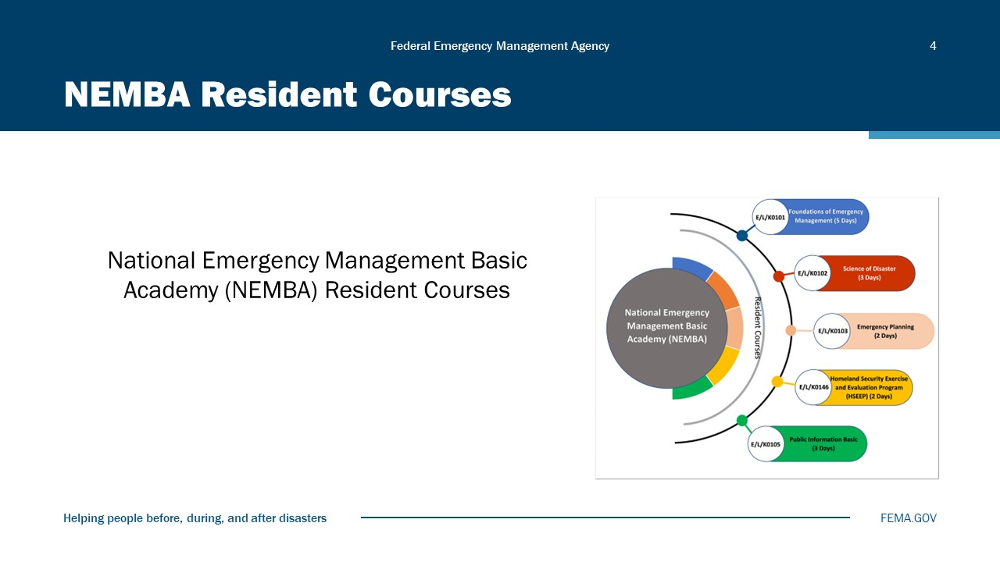 Federal Emergency Management Agency
4
NEMBA Resident Courses
National Emergency Management Basic
Academy (NEMBA) Resident Courses
National Emergency
Management Basic
Academy (NEMBA)
Resident Courses
E/L/K0101
Foundations of Emergency
Management (5 Days)
E/L/K0102
Science of Disaster
(3 Days)
E/L/K0103
Emergency Planning
(2 Days)
E/L/K0146
Homeland Security Exercise
and Evaluation Program
(HSEEP) (2 Days)
E/L/K0105
Public Information Basic
(3 Days)
Helping people before, during, and after disasters
FEMA.GOV